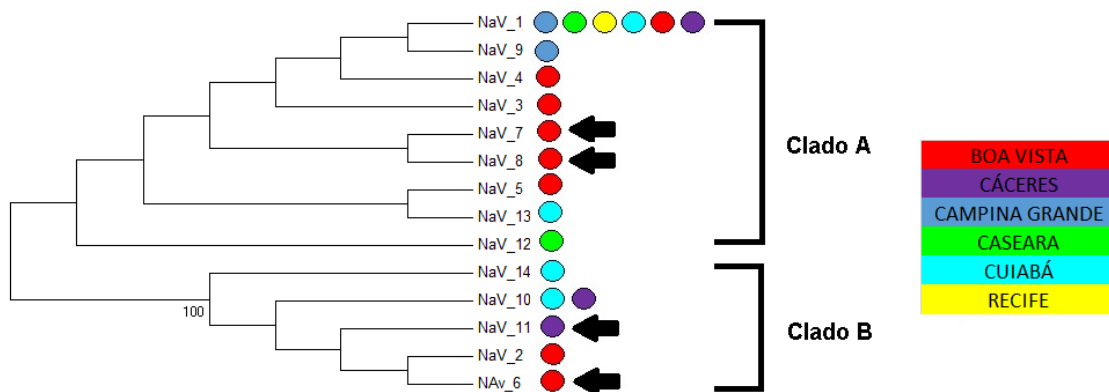 NaV_1
NaV_9
NaV_4
NaV_3
NaV_7
NaV_8
NaV_5
NaV_13
NaV_12
NaV_14
NaV_10
NaV_11
NaV_2
NAv_6
100
Clado A
Clado B
BOA VISTA
CÁCERES
CAMPINA GRANDE
CASEARA
CUIABÁ
RECIFE